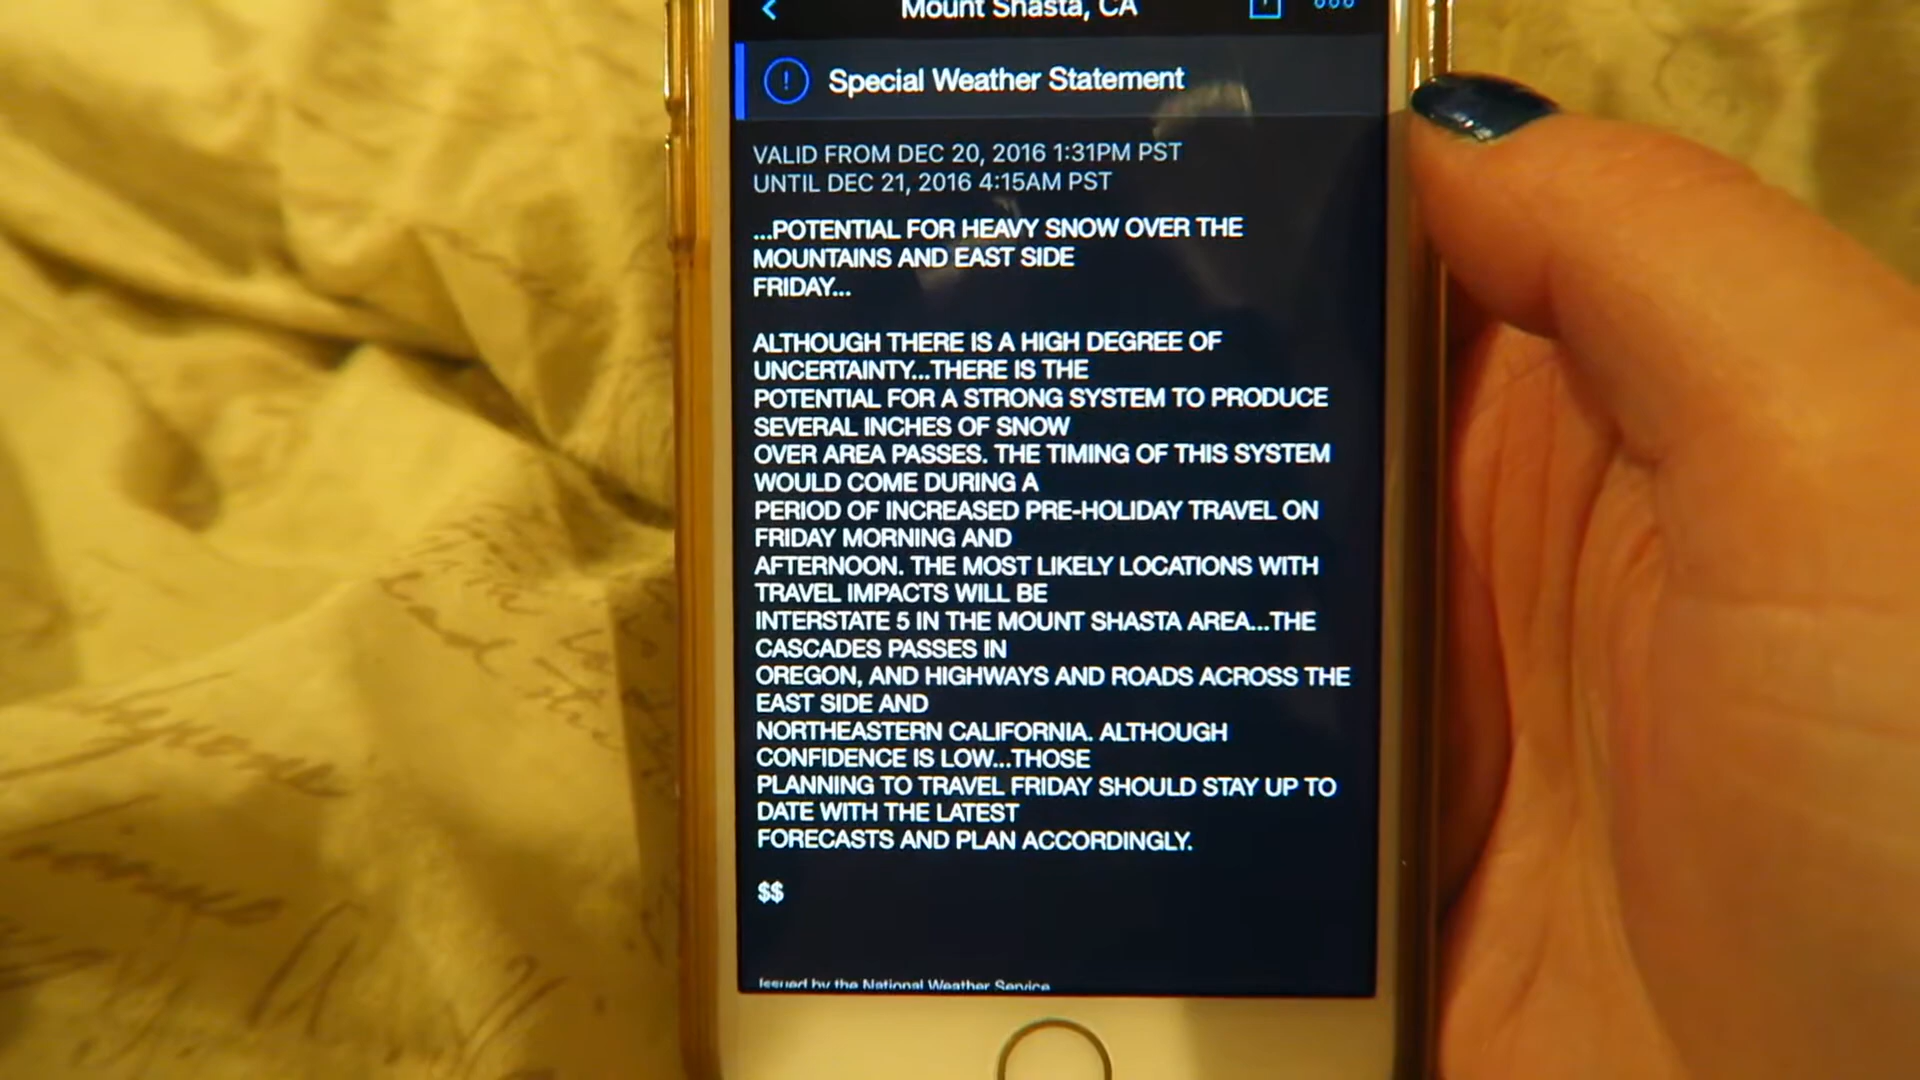 Mount Shasta, CA
Special Weather Statement
VALID FROM DEC 20, 2016 1:31PM PST
UNTIL DEC 21, 2016 4:15AM PST
...POTENTIAL FOR HEAVY SNOW OVER THE
MOUNTAINS AND EAST SIDE
FRIDAY...
ALTHOUGH THERE IS A HIGH DEGREE OF
UNCERTAINTY...THERE IS THE
POTENTIAL FOR A STRONG SYSTEM TO PRODUCE
SEVERAL INCHES OF SNOW
OVER AREA PASSES. THE TIMING OF THIS SYSTEM
WOULD COME DURING A
PERIOD OF INCREASED PRE-HOLIDAY TRAVEL ON
FRIDAY MORNING AND
AFTERNOON. THE MOST LIKELY LOCATIONS WITH
TRAVEL IMPACTS WILL BE
INTERSTATE 5 IN THE MOUNT SHASTA AREA...THE
CASCADES PASSES IN
OREGON, AND HIGHWAYS AND ROADS ACROSS THE
EAST SIDE AND
NORTHEASTERN CALIFORNIA. ALTHOUGH
CONFIDENCE IS LOW...THOSE
PLANNING TO TRAVEL FRIDAY SHOULD STAY UP TO
DATE WITH THE LATEST
FORECASTS AND PLAN ACCORDINGLY.
$$
Issued by the National Weather Service